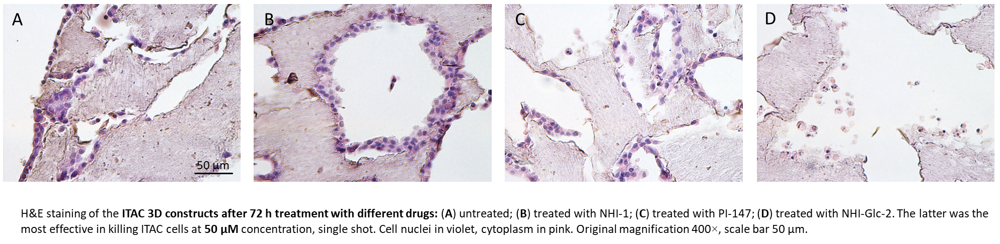 A
B
C
D
50 µm
H&E staining of the ITAC 3D constructs after 72 h treatment with different drugs: (A) untreated; (B) treated with NHI-1; (C) treated with PI-147; (D) treated with NHI-Glc-2. The latter was the
most effective in killing ITAC cells at 50 µM concentration, single shot. Cell nuclei in violet, cytoplasm in pink. Original magnification 400×, scale bar 50 µm.